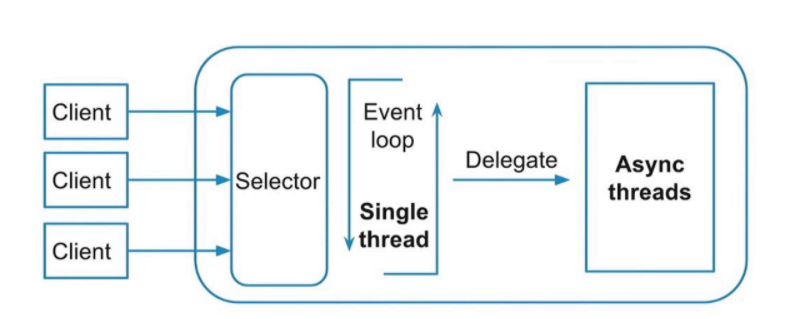 Client
Client
Client
Selector
Event
loop
Single
thread
Delegate
Async
threads